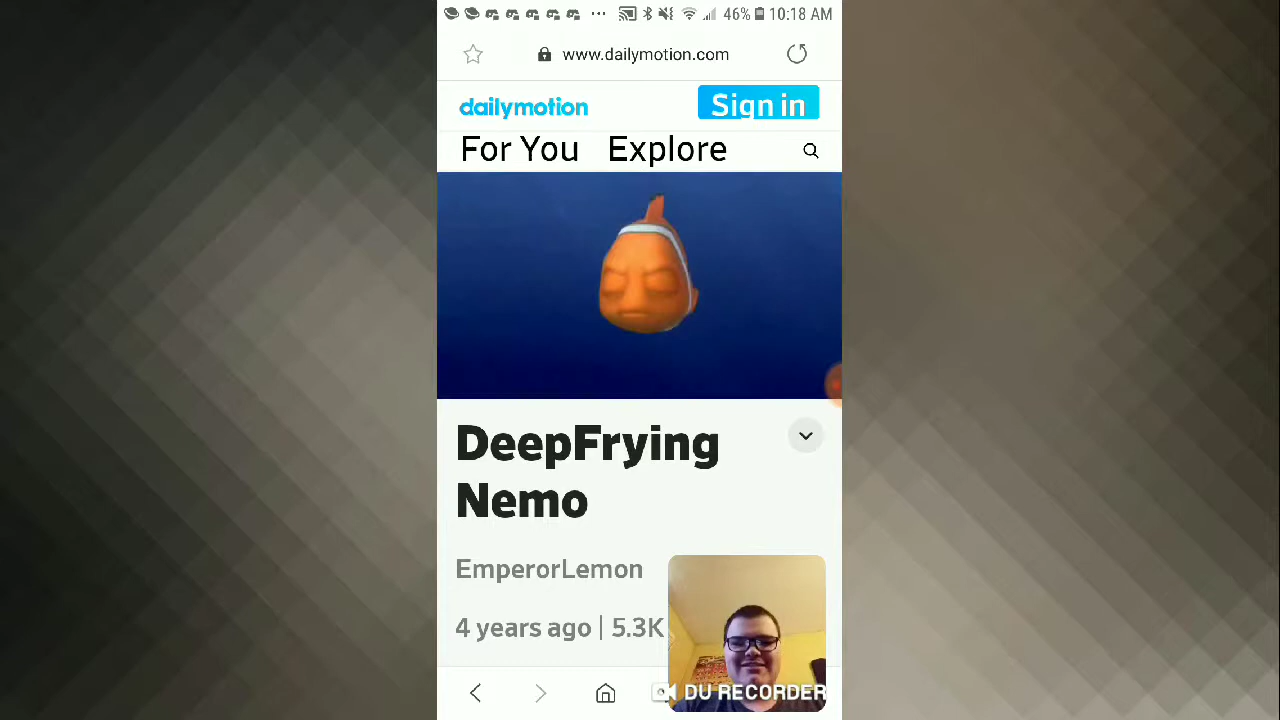 46% 10:18 AM
www.dailymotion.com
dailymotion
Sign in
For You Explore
DeepFrying
Nemo
EmperorLemon
4 years ago | 5.3K
DU RECORDER